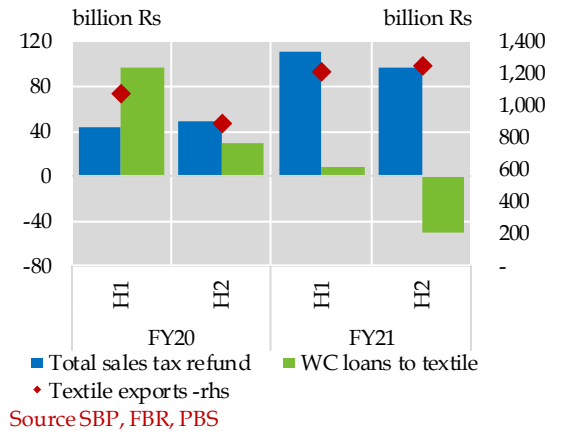 billion Rs
billion Rs
120
80
40
0
-40
-80
1,400
1,200
1,000
800
600
400
200
-
H1
H2
H1
H2
FY20
FY21
Total sales tax refund
WC loans to textile
Textile exports -rhs
Source SBP, FBR, PBS